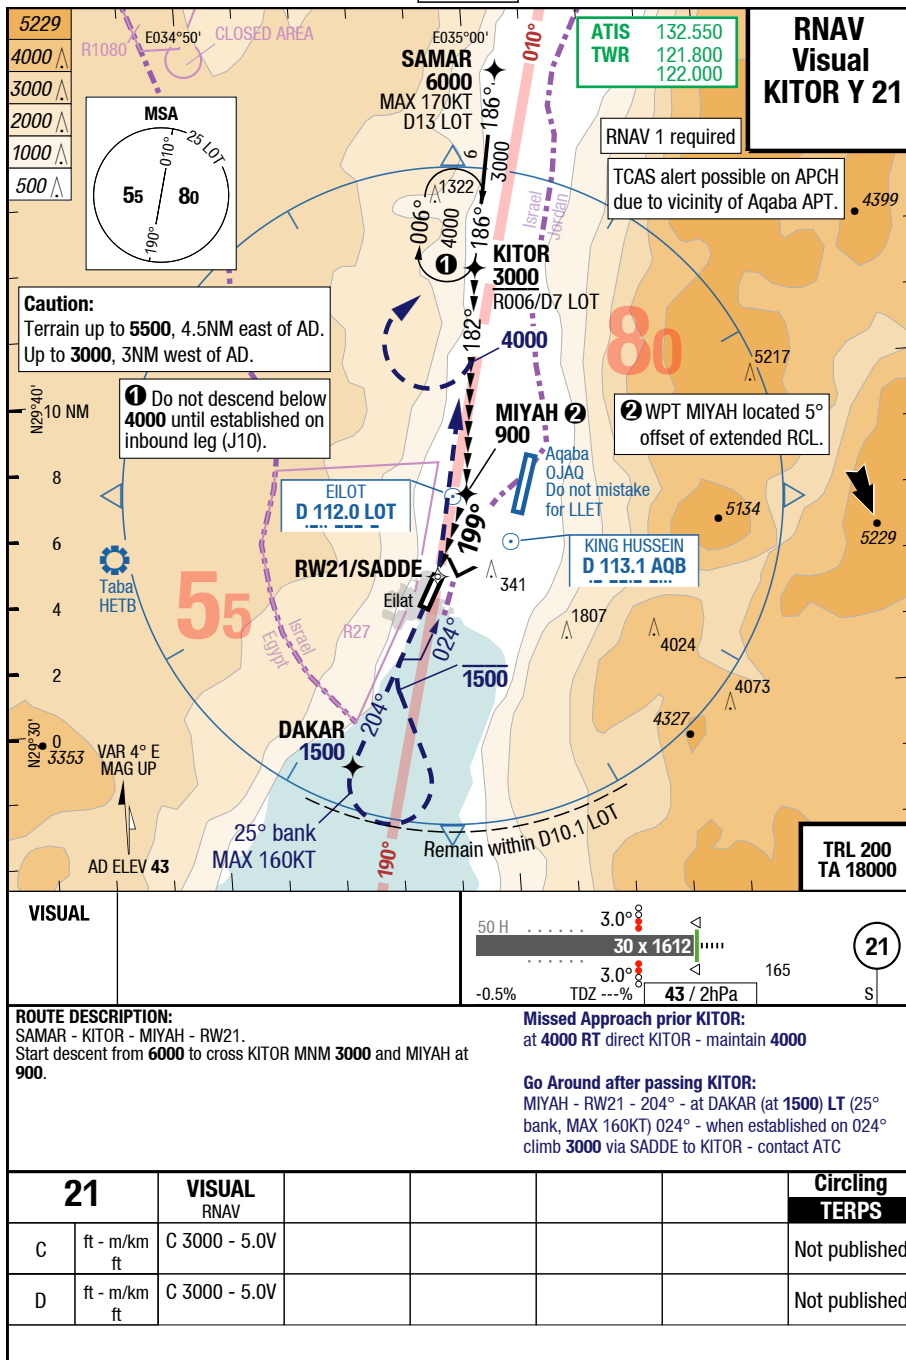 5229
4000
3000
2000
1000
500
R1080
CLOSED AREA
E034°50'
E035°00'
SAMAR
6000
MAX 170KT
D13 LOT
010°
ATIS 132.550
TWR 121.800
122.000
RNAV
Visual
KITOR Y 21
MSA
25 LOT
010°
55
80
190°
186°
9
3000
1322
006°
4000
186°
1
KITOR
3000
R006/D7 LOT
Israel
Jordan
RNAV 1 required
TCAS alert possible on APCH
due to vicinity of Aqaba APT.
4399
Caution:
Terrain up to 5500, 4.5NM east of AD.
Up to 3000, 3NM west of AD.
182°
4000
80
5217
1 Do not descend below
4000 until established on
inbound leg (J10).
N29°40'
10 NM
MIYAH 2
900
2 WPT MIYAH located 5°
offset of extended RCL.
Aqaba
OJAQ
Do not mistake
for LLET
8
EILOT
D 112.0 LOT
5134
5229
199°
KING HUSSEIN
D 113.1 AQB
6
Taba
HETB
RW21/SADDE
341
Eilat
4
55
Israel
Egypt
R27
024°
1807
4024
2
1500
4073
204°
4327
DAKAR
1500
N29°30'
0
3353
VAR 4° E
MAG UP
25° bank
MAX 160KT
190°
Remain within D10.1 LOT
AD ELEV 43
TRL 200
TA 18000
VISUAL
50 H
3.0°
30 x 1612
3.0°
165
-0.5%
TDZ ---%
43 / 2hPa
21
S
ROUTE DESCRIPTION:
SAMAR - KITOR - MIYAH - RW21.
Start descent from 6000 to cross KITOR MNM 3000 and MIYAH at
900.
Missed Approach prior KITOR:
at 4000 RT direct KITOR - maintain 4000
Go Around after passing KITOR:
MIYAH - RW21 - 204° - at DAKAR (at 1500) LT (25°
bank, MAX 160KT) 024° - when established on 024°
climb 3000 via SADDE to KITOR - contact ATC
21
VISUAL
RNAV
Circling
TERPS
C
ft - m/km
ft
C 3000 - 5.0V
Not published
D
ft - m/km
ft
C 3000 - 5.0V
Not published